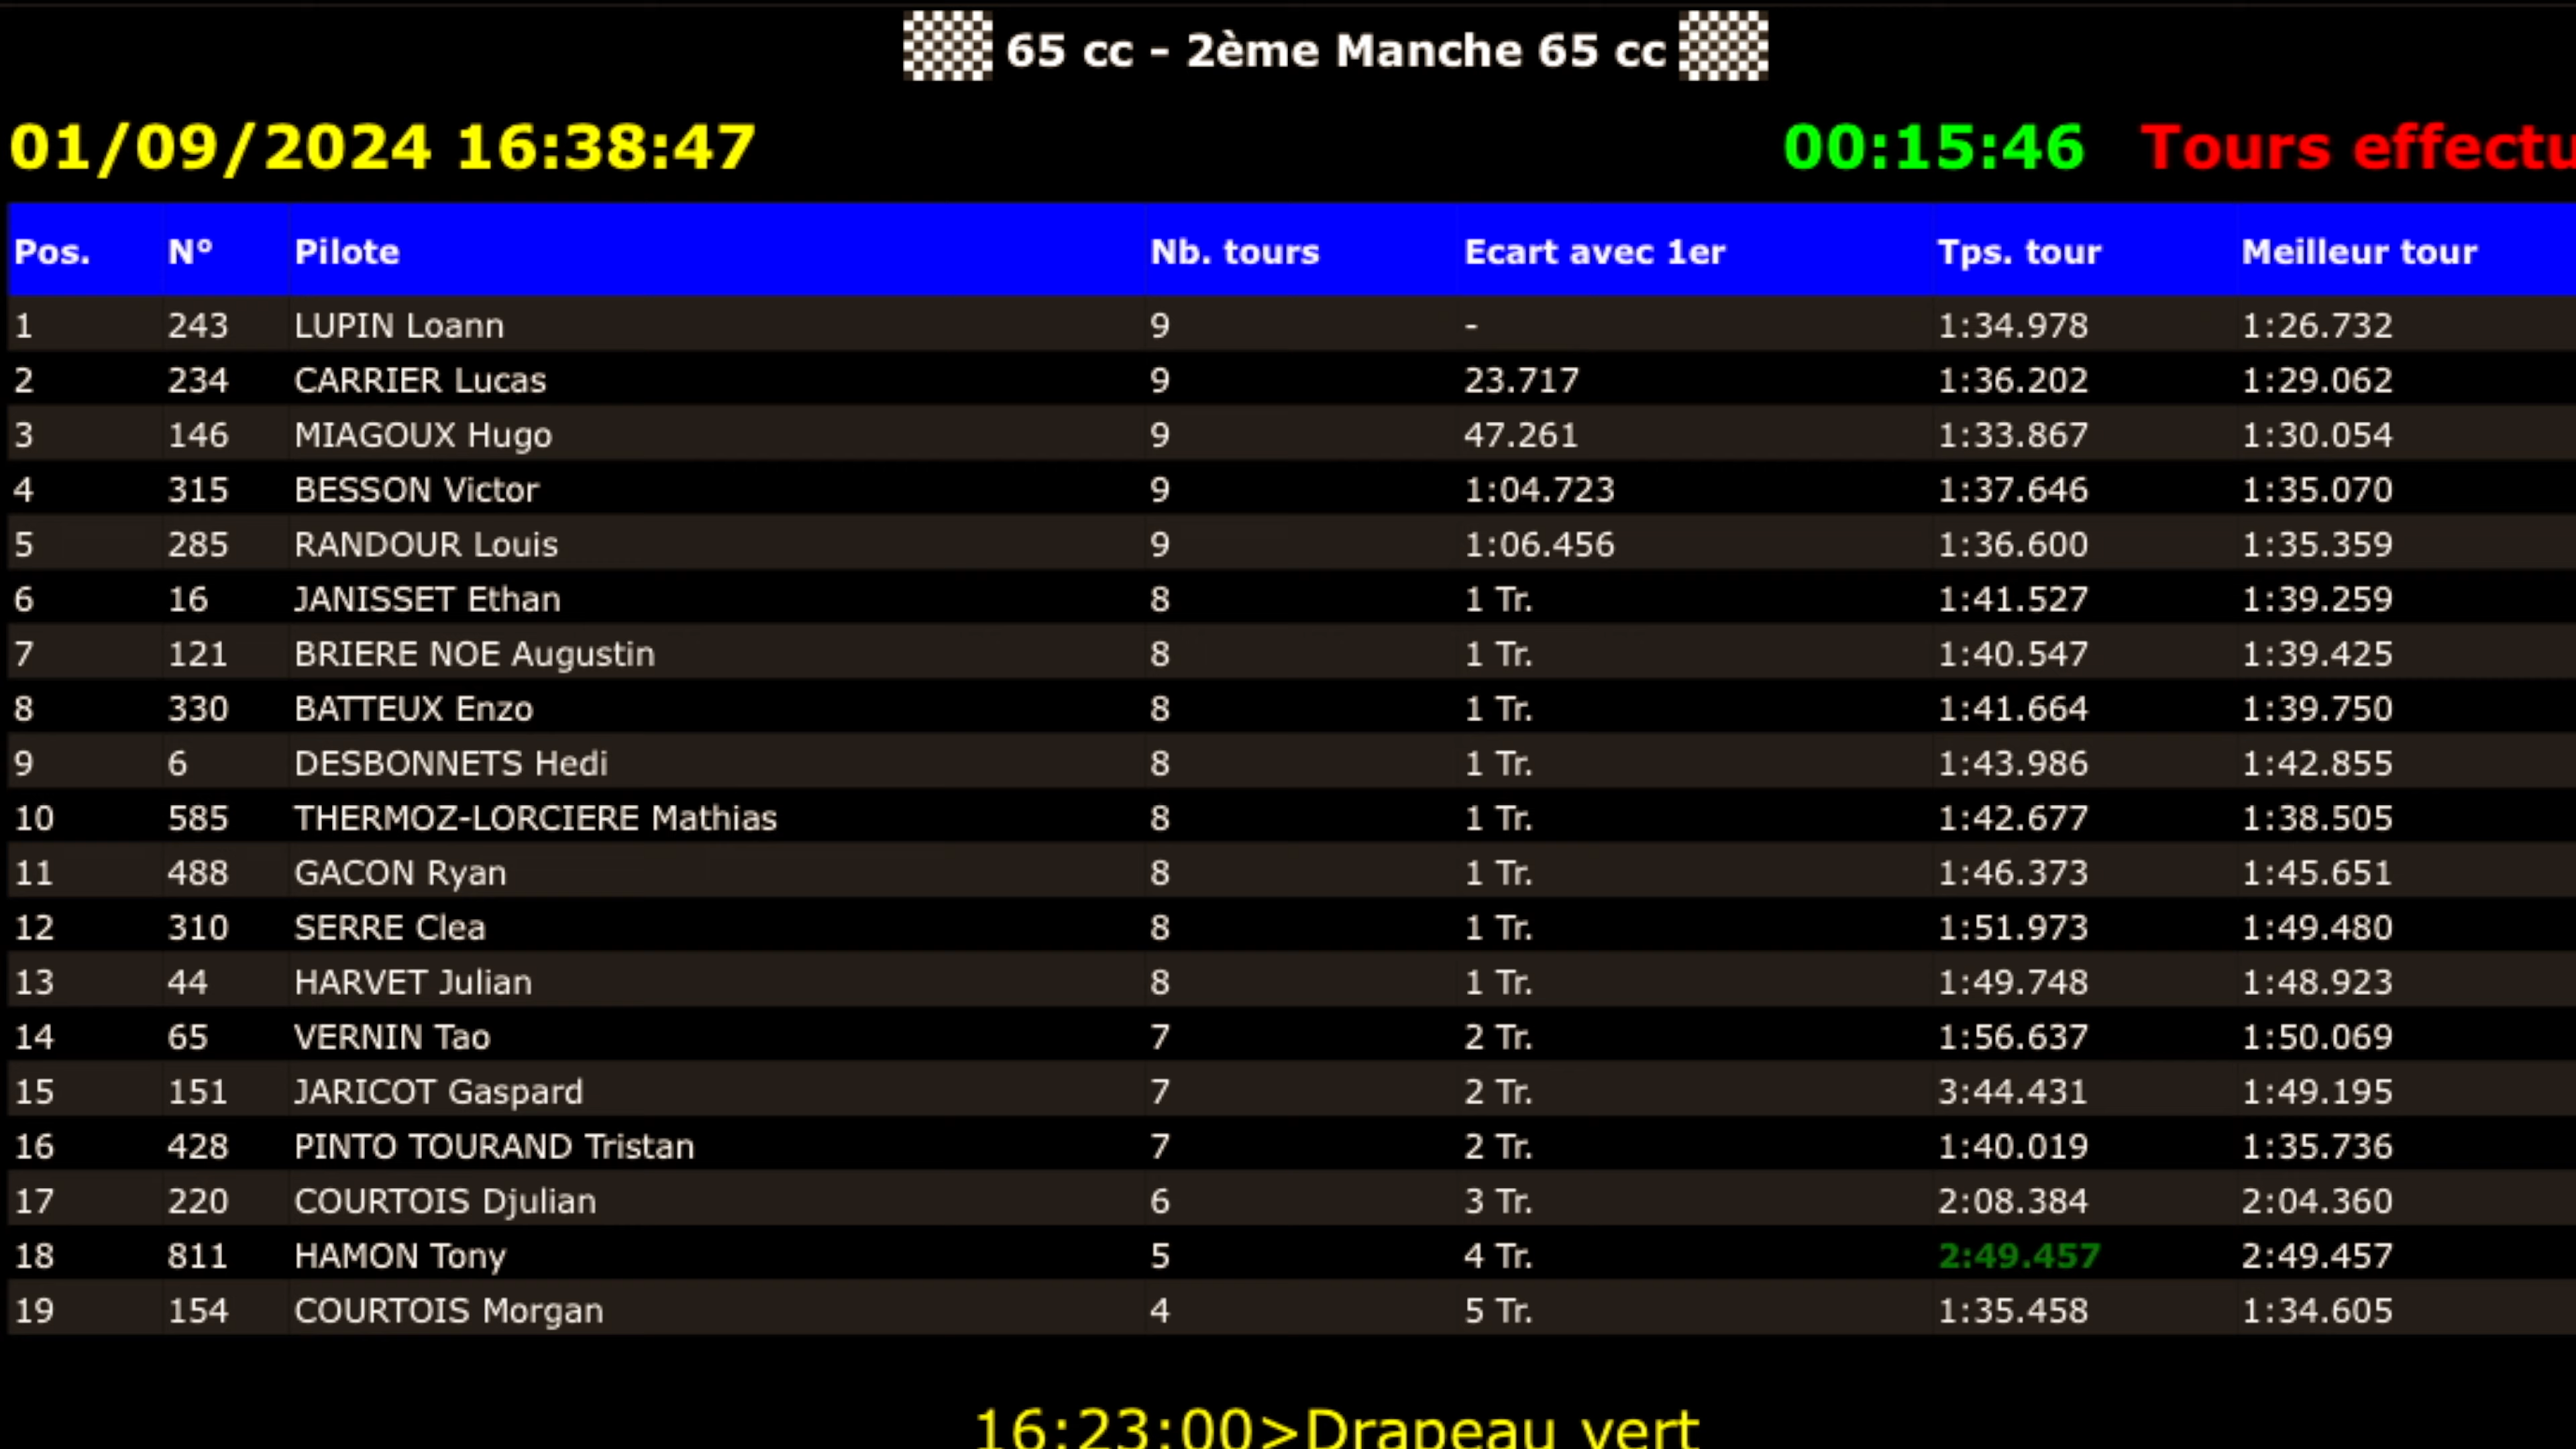 65 cc - 2ème Manche 65 cc
01/09/2024 16:38:47 00:15:46 Tours effectu
Pos. N° Pilote Nb. tours Ecart avec 1er Tps. tour Meilleur tour
1 243 LUPIN Loann 9 - 1:34.978 1:26.732
2 234 CARRIER Lucas 9 23.717 1:36.202 1:29.062
3 146 MIAGOUX Hugo 9 47.261 1:33.867 1:30.054
4 315 BESSON Victor 9 1:04.723 1:37.646 1:35.070
5 285 RANDOUR Louis 9 1:06.456 1:36.600 1:35.359
6 16 JANISSET Ethan 8 1 Tr. 1:41.527 1:39.259
7 121 BRIERE NOE Augustin 8 1 Tr. 1:40.547 1:39.425
8 330 BATTEUX Enzo 8 1 Tr. 1:41.664 1:39.750
9 6 DESBONNETS Hedi 8 1 Tr. 1:43.986 1:42.855
10 585 THERMOZ-LORCIERE Mathias 8 1 Tr. 1:42.677 1:38.505
11 488 GACON Ryan 8 1 Tr. 1:46.373 1:45.651
12 310 SERRE Clea 8 1 Tr. 1:51.973 1:49.480
13 44 HARVET Julian 8 1 Tr. 1:49.748 1:48.923
14 65 VERNIN Tao 7 2 Tr. 1:56.637 1:50.069
15 151 JARICOT Gaspard 7 2 Tr. 3:44.431 1:49.195
16 428 PINTO TOURAND Tristan 7 2 Tr. 1:40.019 1:35.736
17 220 COURTOIS Djulian 6 3 Tr. 2:08.384 2:04.360
18 811 HAMON Tony 5 4 Tr. 2:49.457 2:49.457
19 154 COURTOIS Morgan 4 5 Tr. 1:35.458 1:34.605
16:23:00>Drapeau vert